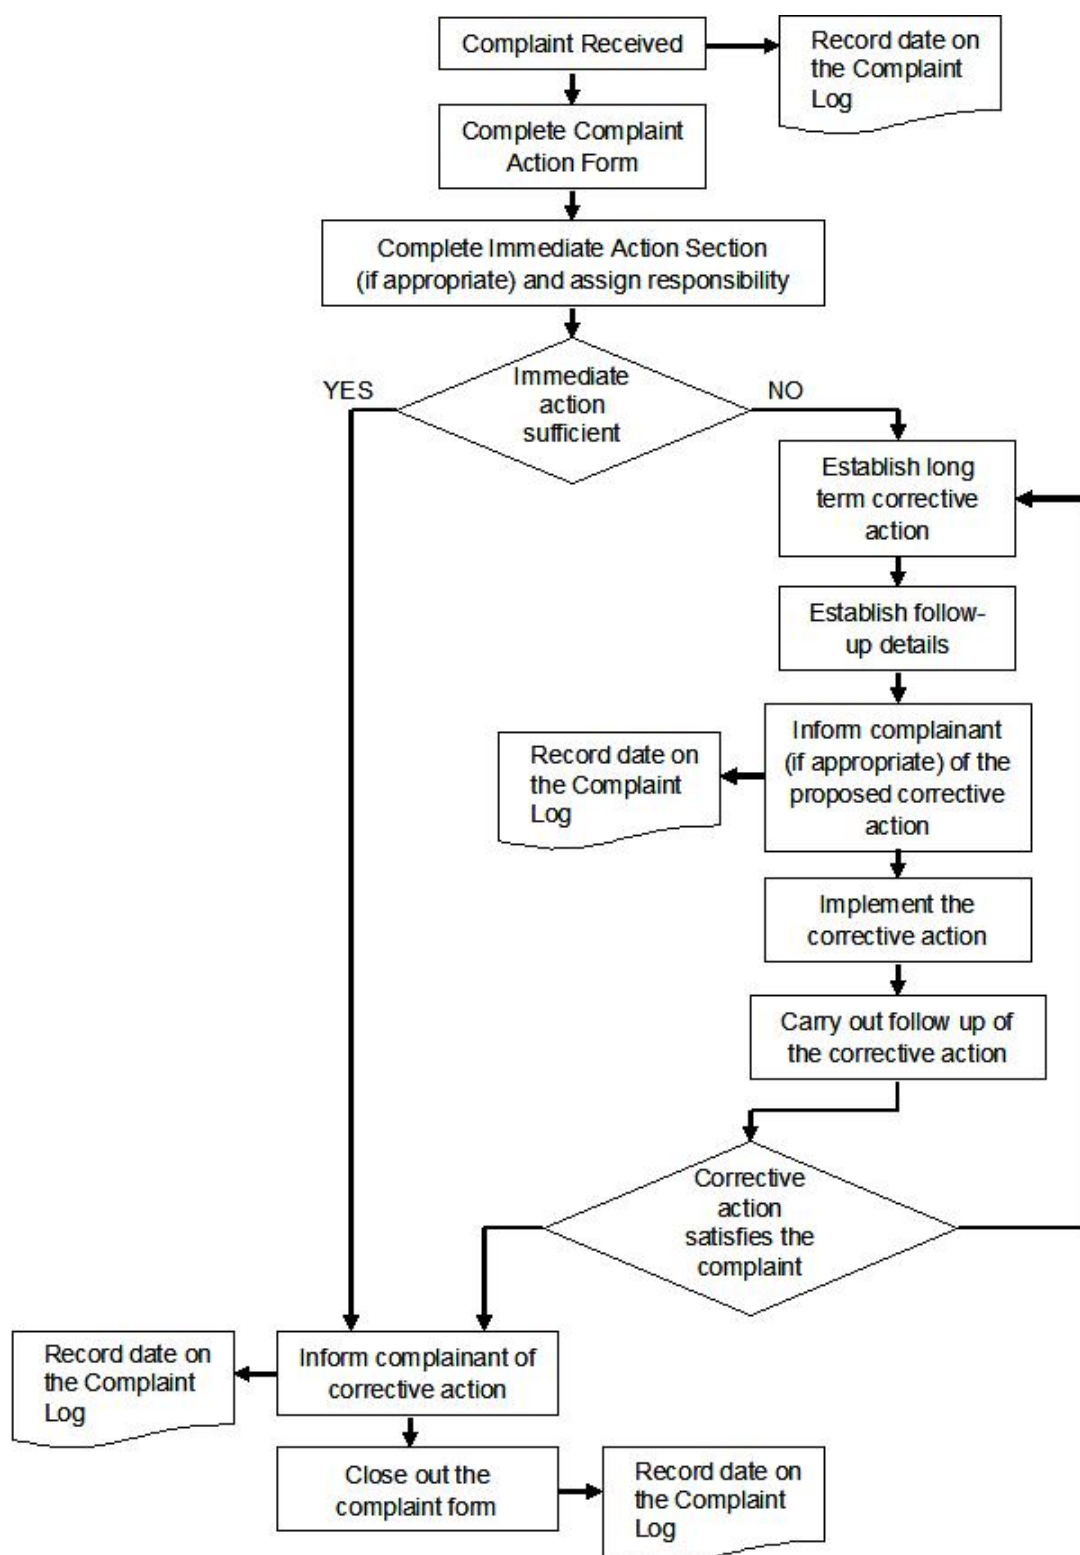 Complaint Received
Record date on
the Complaint
Log
Complete Complaint
Action Form
Complete Immediate Action Section
(if appropriate) and assign responsibility
YES
Immediate
action
sufficient
NO
Establish long
term corrective
action
Establish follow-
up details
Inform complainant
(if appropriate) of the
proposed corrective
action
Record date on
the Complaint
Log
Implement the
corrective action
Carry out follow up of
the corrective action
Corrective
action
satisfies the
complaint
Inform complainant of
corrective action
Record date on
the Complaint
Log
Close out the
complaint form
Record date on
the Complaint
Log